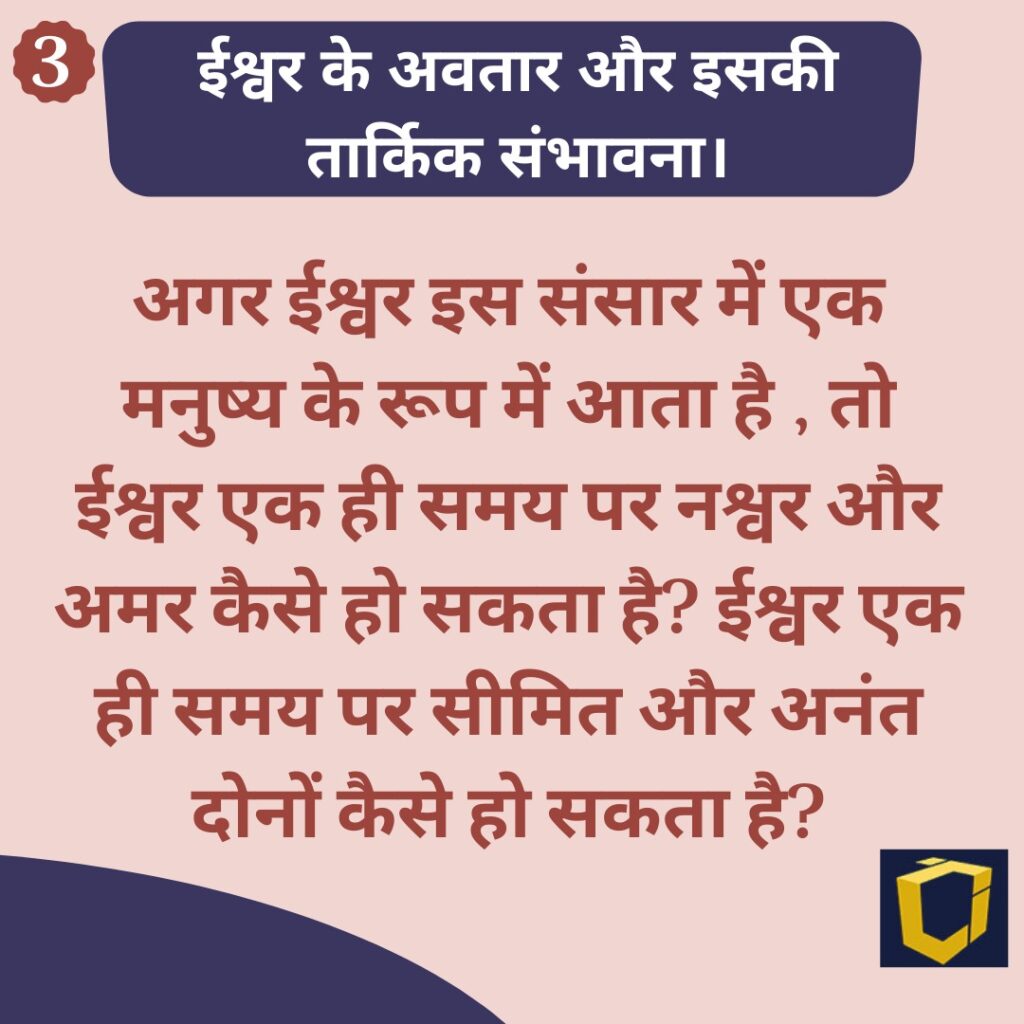 3
ईश्वर के अवतार और इसकी
तार्किक संभावना।
अगर ईश्वर इस संसार में एक
मनुष्य के रूप में आता है , तो
ईश्वर एक ही समय पर नश्वर और
अमर कैसे हो सकता है? ईश्वर एक
ही समय पर सीमित और अनंत
दोनों कैसे हो सकता है?